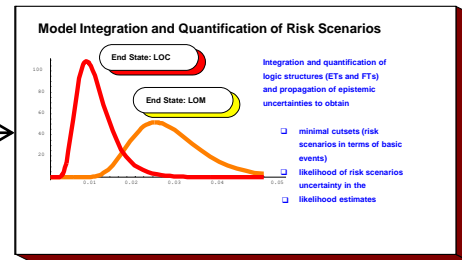 Model Integration and Quantification of Risk Scenarios
End State: LOC
End State: LOM
100
80
60
40
20
0.01 0.02 0.03 0.04 0.05
Integration and quantification of
logic structures (ETs and FTs)
and propagation of epistemic
uncertainties to obtain
❑ minimal cutsets (risk
scenarios in terms of basic
events)
❑ likelihood of risk scenarios
uncertainty in the
❑ likelihood estimates